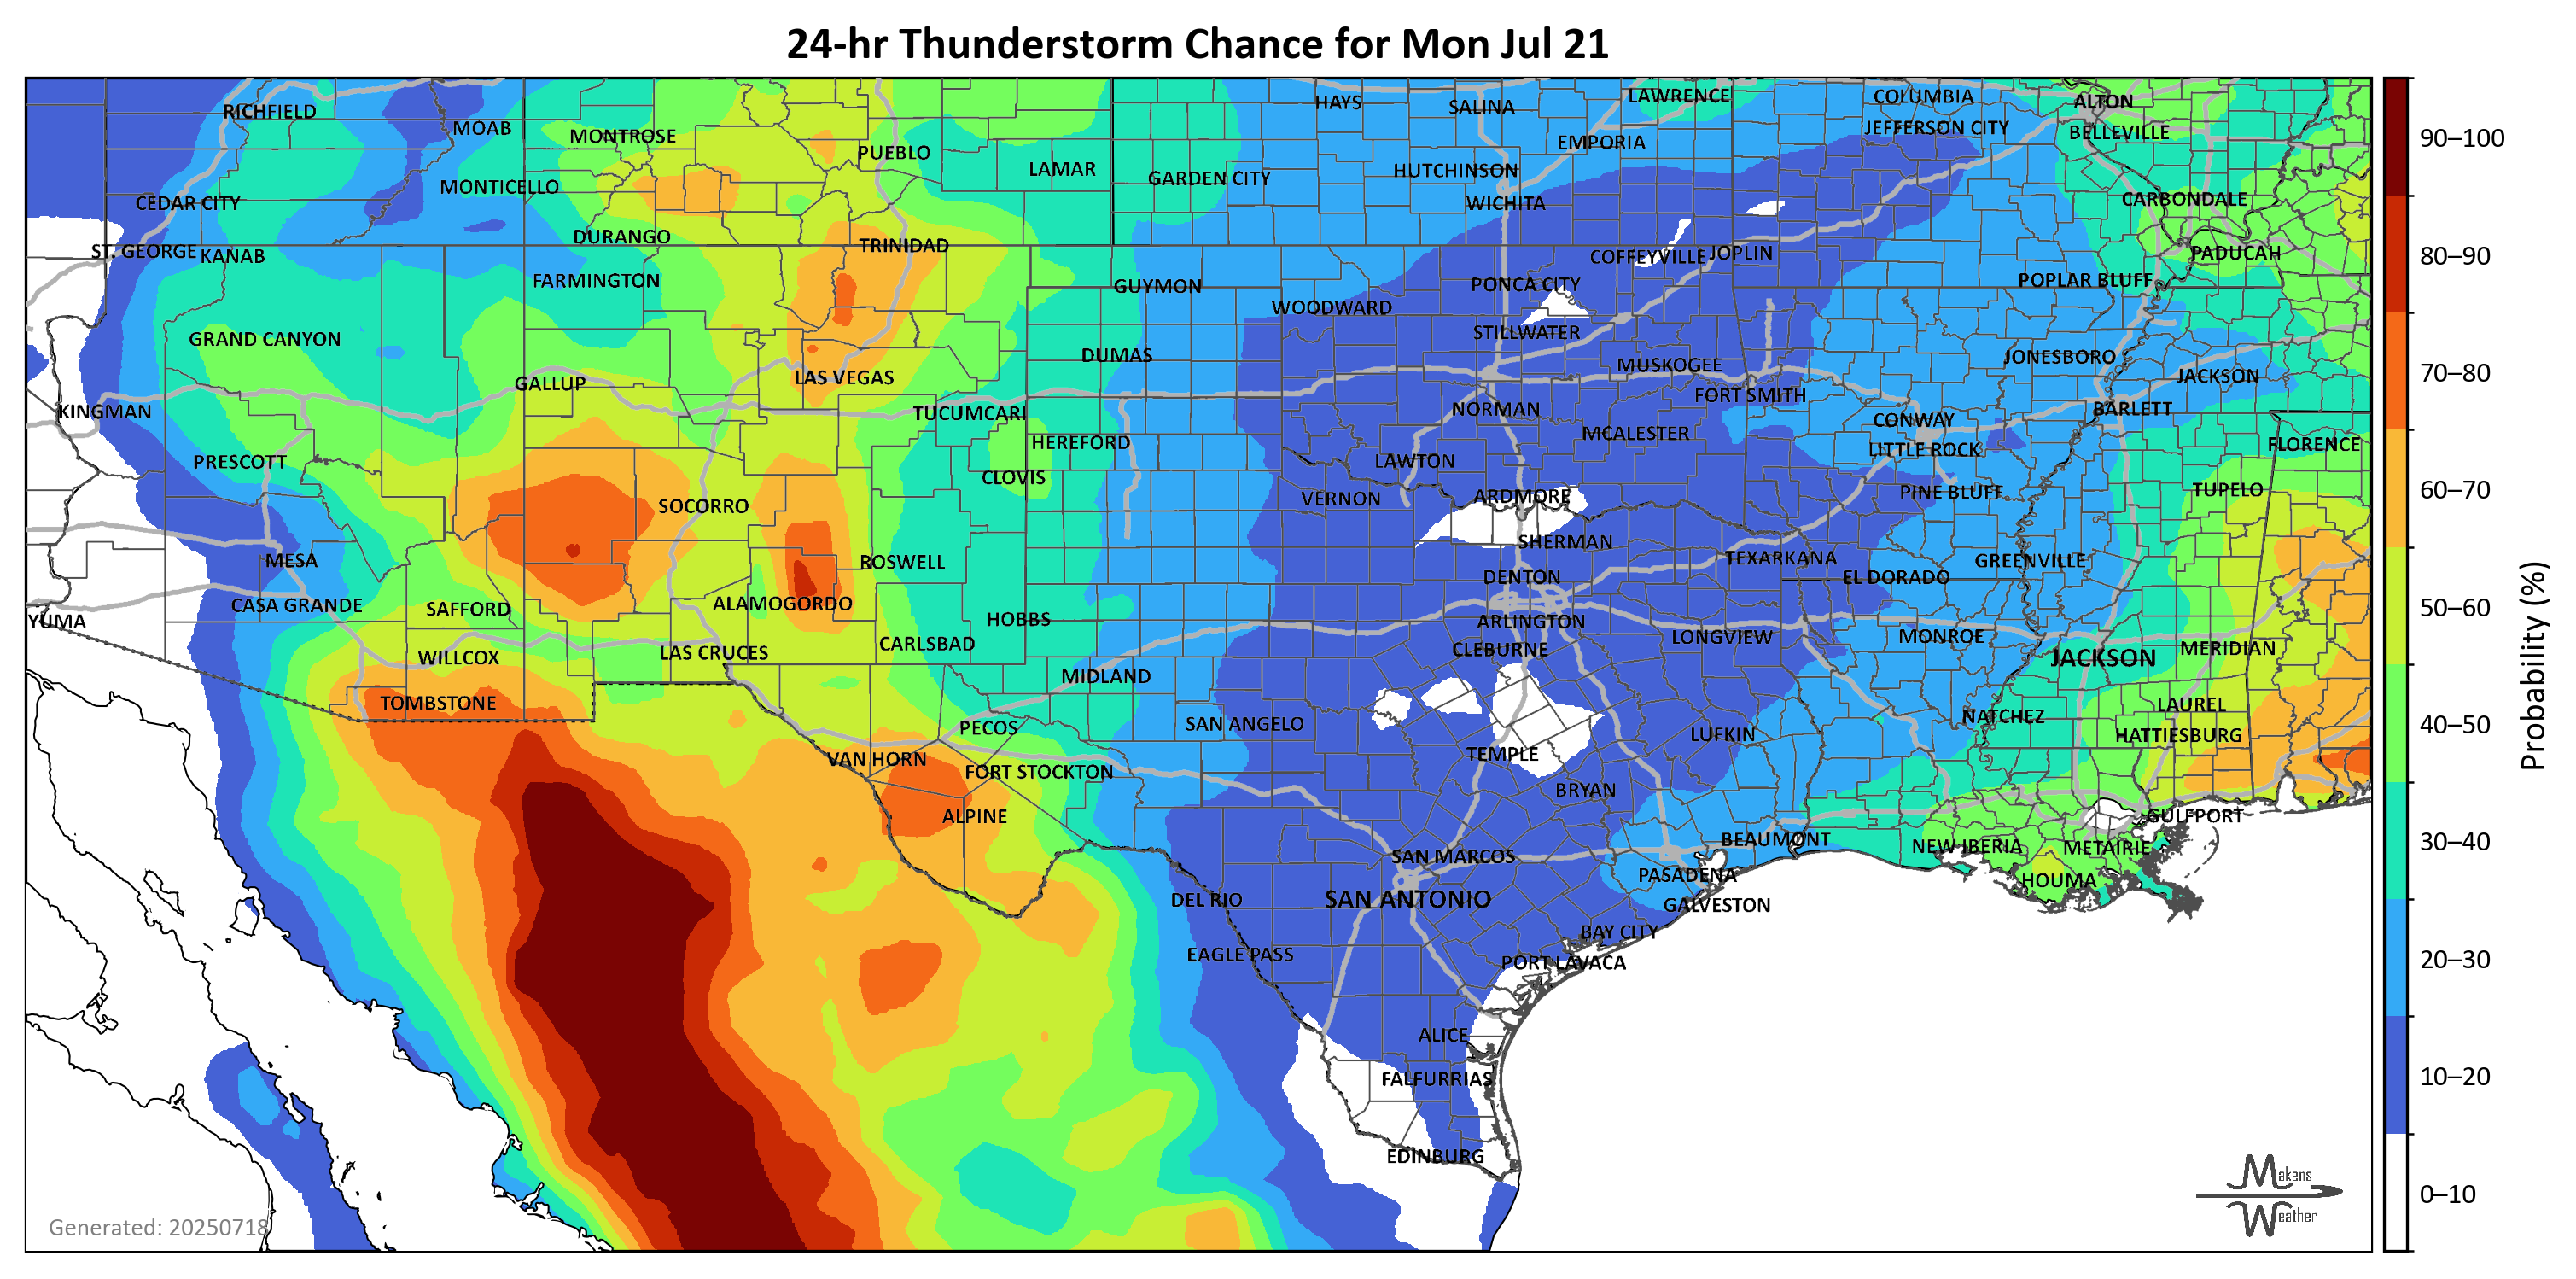 24-hr Thunderstorm Chance for Mon Jul 21
RICHFIELD
MOAB
MONTROSE
PUEBLO
LAMAR
HAYS
SALINA
LAWRENCE
COLUMBIA
ALTON
JEFFERSON CITY
BELLEVILLE
EMPORIA
HUTCHINSON
GARDEN CITY
MONTICELLO
CEDAR CITY
WICHITA
CARBONDALE
DURANGO
TRINIDAD
ST. GEORGE
KANAB
COFFEYVILLE
JOPLIN
PADUCAH
FARMINGTON
GUYMON
PONCA CITY
POPLAR BLUFF
WOODWARD
STILLWATER
GRAND CANYON
DUMAS
MUSKOGEE
JONESBORO
JACKSON
GALLUP
LAS VEGAS
FORT SMITH
KINGMAN
TUCUMCARI
NORMAN
BARLETT
CONWAY
HEREFORD
MCALESTER
LITTLE ROCK
FLORENCE
PRESCOTT
CLOVIS
LAWTON
PINE BLUFF
TUPELO
SOCORRO
VERNON
ARDMORE
SHERMAN
MESA
ROSWELL
TEXARKANA
GREENVILLE
DENTON
EL DORADO
CASA GRANDE
SAFFORD
ALAMOGORDO
YUMA
HOBBS
ARLINGTON
LONGVIEW
MONROE
CARLSBAD
CLEBURNE
MERIDIAN
WILLCOX
LAS CRUCES
JACKSON
MIDLAND
TOMBSTONE
LAUREL
NATCHEZ
PECOS
SAN ANGELO
LUFKIN
HATTIESBURG
VAN HORN
TEMPLE
FORT STOCKTON
BRYAN
ALPINE
GULFPORT
BEAUMONT
NEW IBERIA
METAIRIE
SAN MARCOS
PASADENA
HOUMA
DEL RIO
SAN ANTONIO
GALVESTON
BAY CITY
EAGLE PASS
PORT LAVACA
ALICE
FALFURRIAS
EDINBURG
Generated: 20250718
Makens
Weather
90–100
80–90
70–80
60–70
50–60
40–50
30–40
20–30
10–20
0–10
Probability (%)